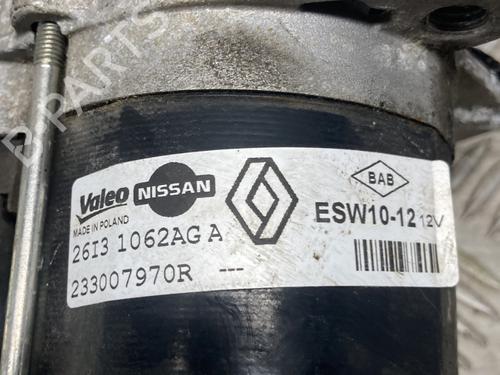 B-PARTS
Valeo NISSAN
MADE IN POLAND
26I3 1062AG A
233007970R ---
BAB
ESW10-12 12V